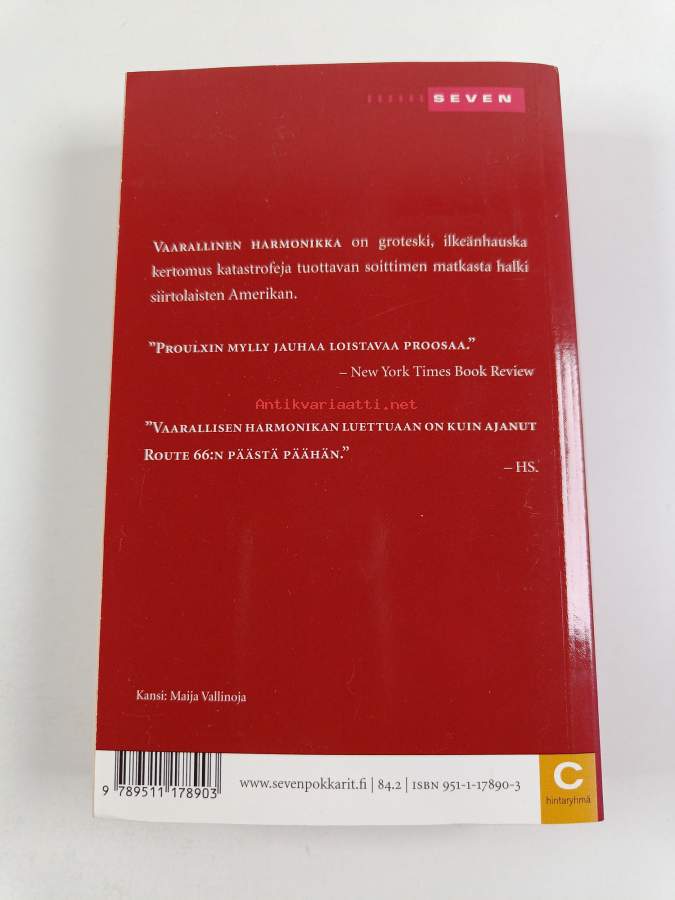 SEVEN
VAARALLINEN HARMONIKKA on groteski, ilkeänhauska
kertomus katastrofeja tuottavan soittimen matkasta halki
siirtolaisten Amerikan.
”PROULXIN MYLLY JAUHAA LOISTAVAA PROOSAA.”
– New York Times Book Review
Antikvariaatti.net
”VAARALLISEN HARMONIKAN LUETTUAAN ON KUIN AJANUT
ROUTE 66:N PÄÄSTÄ PÄÄHÄN.”
– HS.
Kansi: Maija Vallinoja
9 789511 178903
www.sevenpokkarit.fi | 84.2 | ISBN 951-1-17890-3
C
hintaryhmä